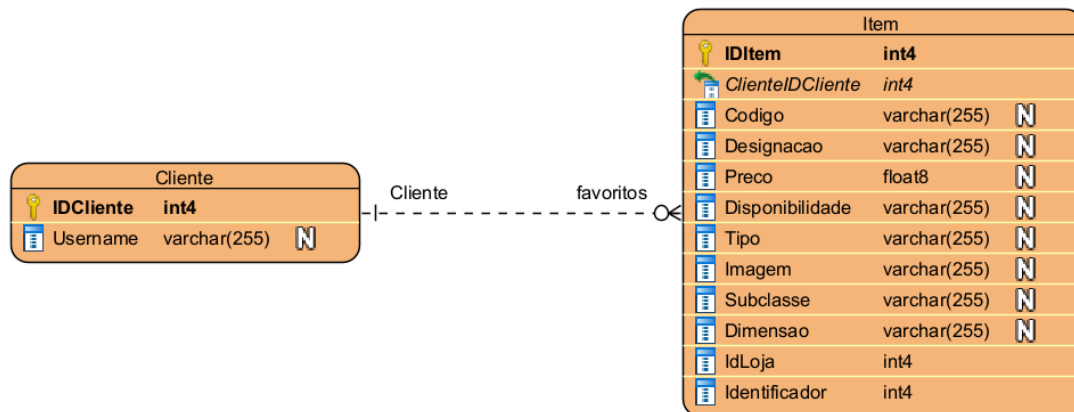 Cliente
IDCliente int4
Username varchar(255) N
Cliente favoritos
Item
IDItem int4
ClienteIDCliente int4
Codigo varchar(255) N
Designacao varchar(255) N
Preco float8 N
Disponibilidade varchar(255) N
Tipo varchar(255) N
Imagem varchar(255) N
Subclasse varchar(255) N
Dimensao varchar(255) N
IdLoja int4
Identificador int4